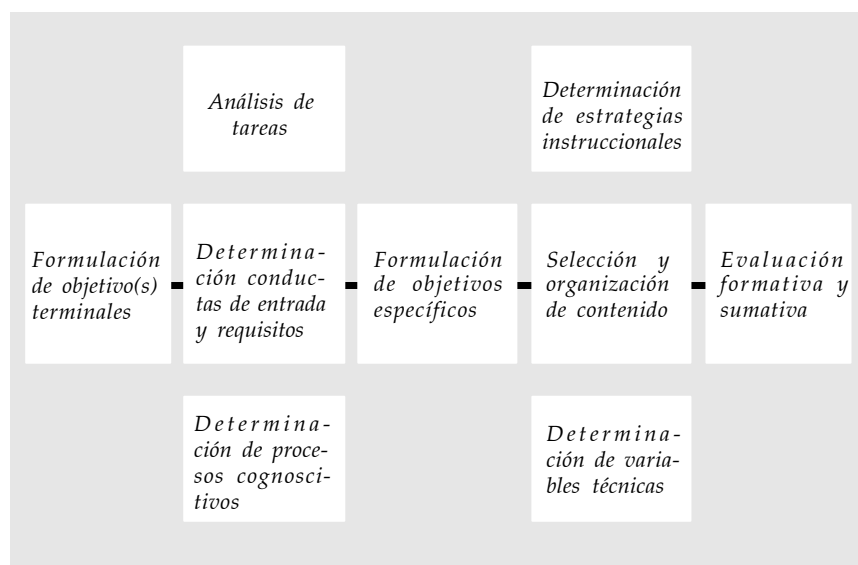 Análisis de
tareas
Determinación
de estrategias
instruccionales
Formulación
de objetivo(s)
terminales
Determina-
ción conduc-
tas de entrada
y requisitos
Formulación
de objetivos
específicos
Selección y
organización
de contenido
Evaluación
formativa y
sumativa
Determina-
ción de proce-
sos cognosci-
tivos
Determina-
ción de varia-
bles técnicas